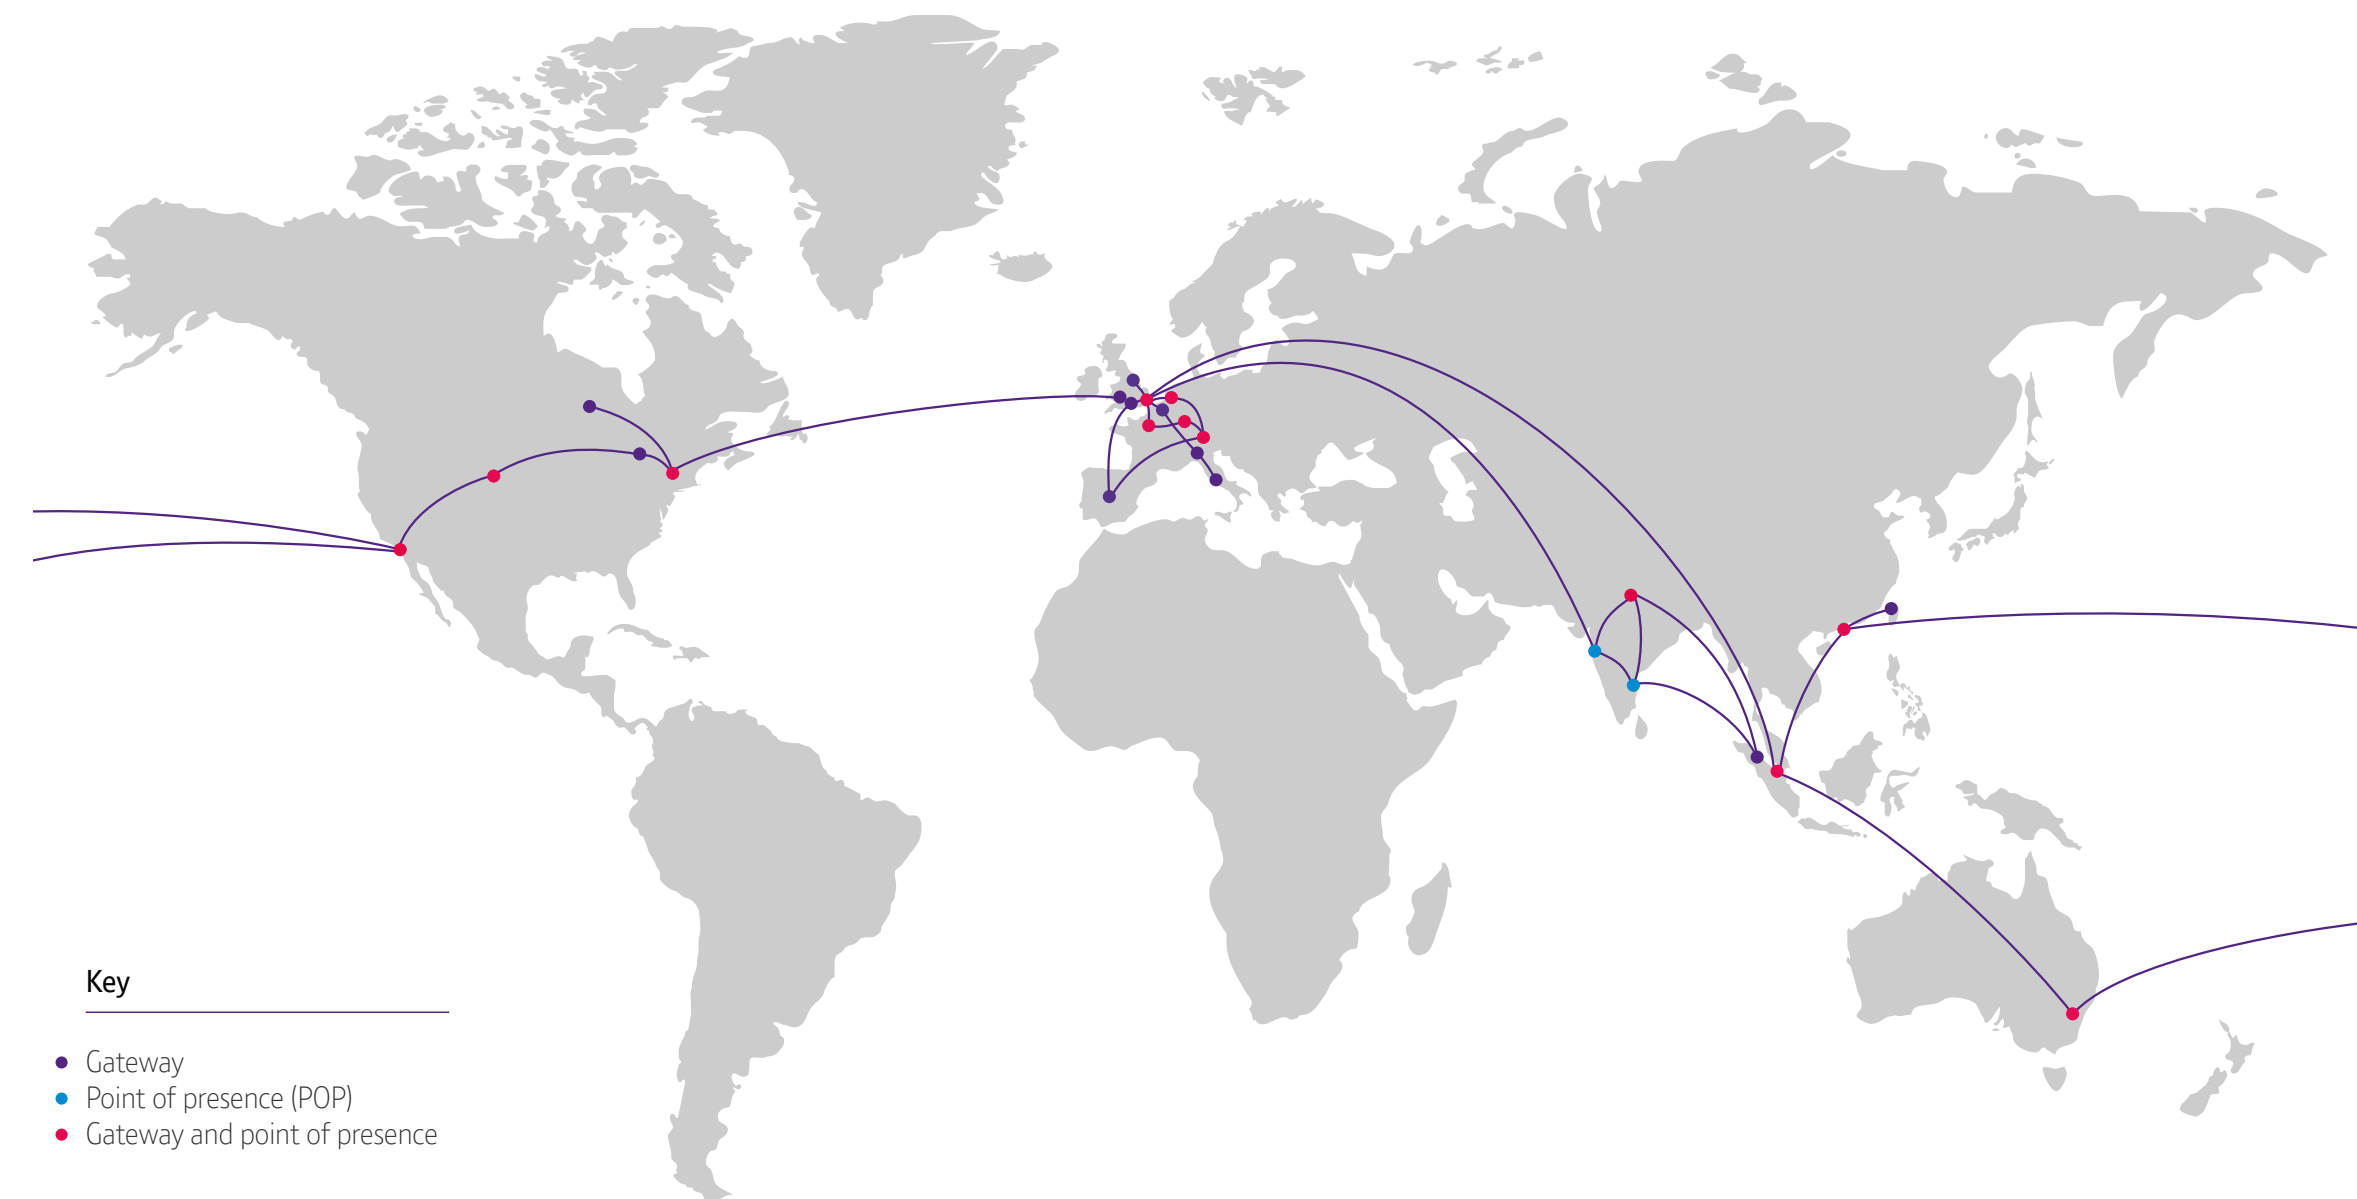 Key
Gateway
Point of presence (POP)
Gateway and point of presence